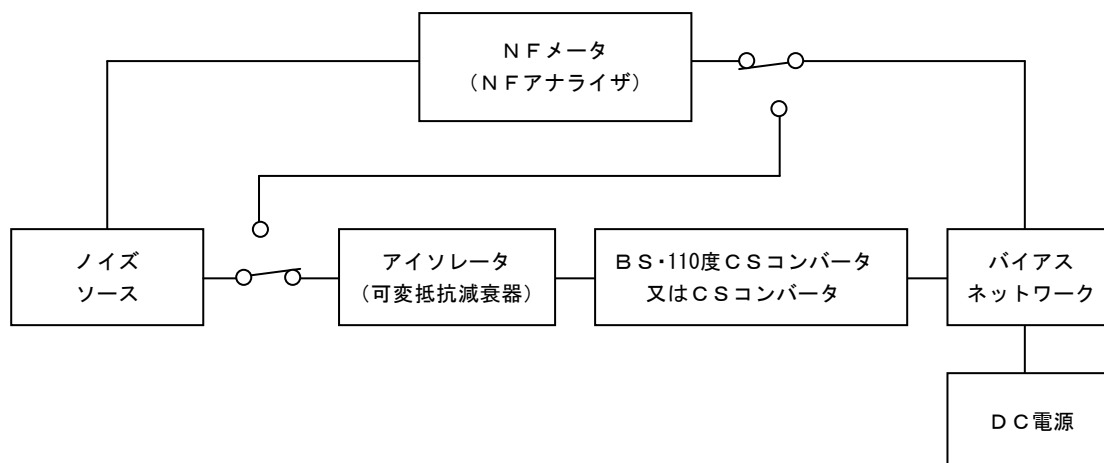 ＮＦメータ
（ＮＦアナライザ）
ノイズ
ソース
アイソレータ
（可変抵抗減衰器）
ＢＳ・110度ＣＳコンバータ
又はＣＳコンバータ
バイアス
ネットワーク
ＤＣ電源